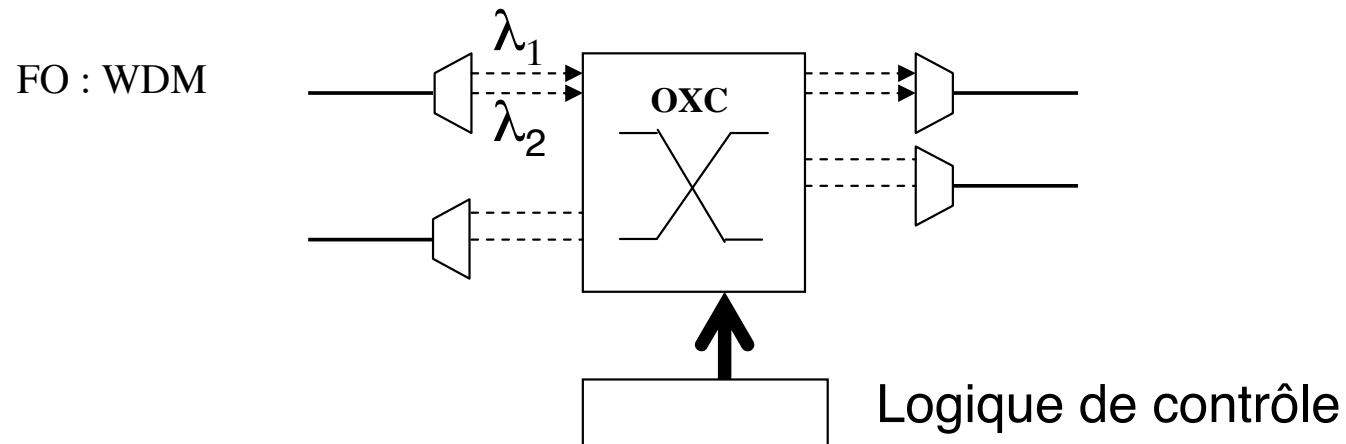 λ1
FO : WDM
OXC
λ2
Logique de contrôle